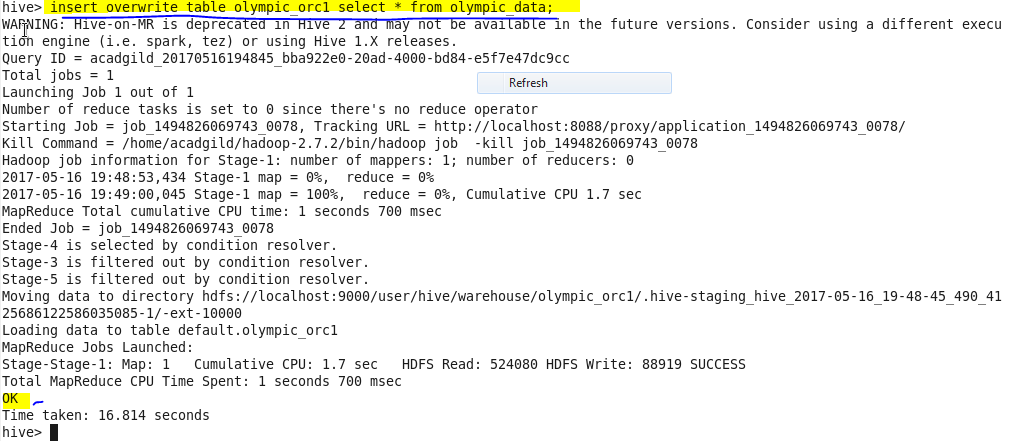 hive> insert overwrite table olympic_orc1 select * from olympic_data;
WARNING: Hive-on-MR is deprecated in Hive 2 and may not be available in the future versions. Consider using a different execu
tion engine (i.e. spark, tez) or using Hive 1.X releases.
Query ID = acadgild_20170516194845_bba922e0-20ad-4000-bd84-e5f7e47dc9cc
Total jobs = 1
Refresh
Launching Job 1 out of 1
Number of reduce tasks is set to 0 since there's no reduce operator
Starting Job = job_1494826069743_0078, Tracking URL = http://localhost:8088/proxy/application_1494826069743_0078/
Kill Command = /home/acadgild/hadoop-2.7.2/bin/hadoop job  -kill job_1494826069743_0078
Hadoop job information for Stage-1: number of mappers: 1; number of reducers: 0
2017-05-16 19:48:53,434 Stage-1 map = 0%,  reduce = 0%
2017-05-16 19:49:00,045 Stage-1 map = 100%,  reduce = 0%, Cumulative CPU 1.7 sec
MapReduce Total cumulative CPU time: 1 seconds 700 msec
Ended Job = job_1494826069743_0078
Stage-4 is selected by condition resolver.
Stage-3 is filtered out by condition resolver.
Stage-5 is filtered out by condition resolver.
Moving data to directory hdfs://localhost:9000/user/hive/warehouse/olympic_orc1/.hive-staging_hive_2017-05-16_19-48-45_490_41
25686122586035085-1/-ext-10000
Loading data to table default.olympic_orc1
MapReduce Jobs Launched:
Stage-Stage-1: Map: 1   Cumulative CPU: 1.7 sec   HDFS Read: 524080 HDFS Write: 88919 SUCCESS
Total MapReduce CPU Time Spent: 1 seconds 700 msec
OK
Time taken: 16.814 seconds
hive>